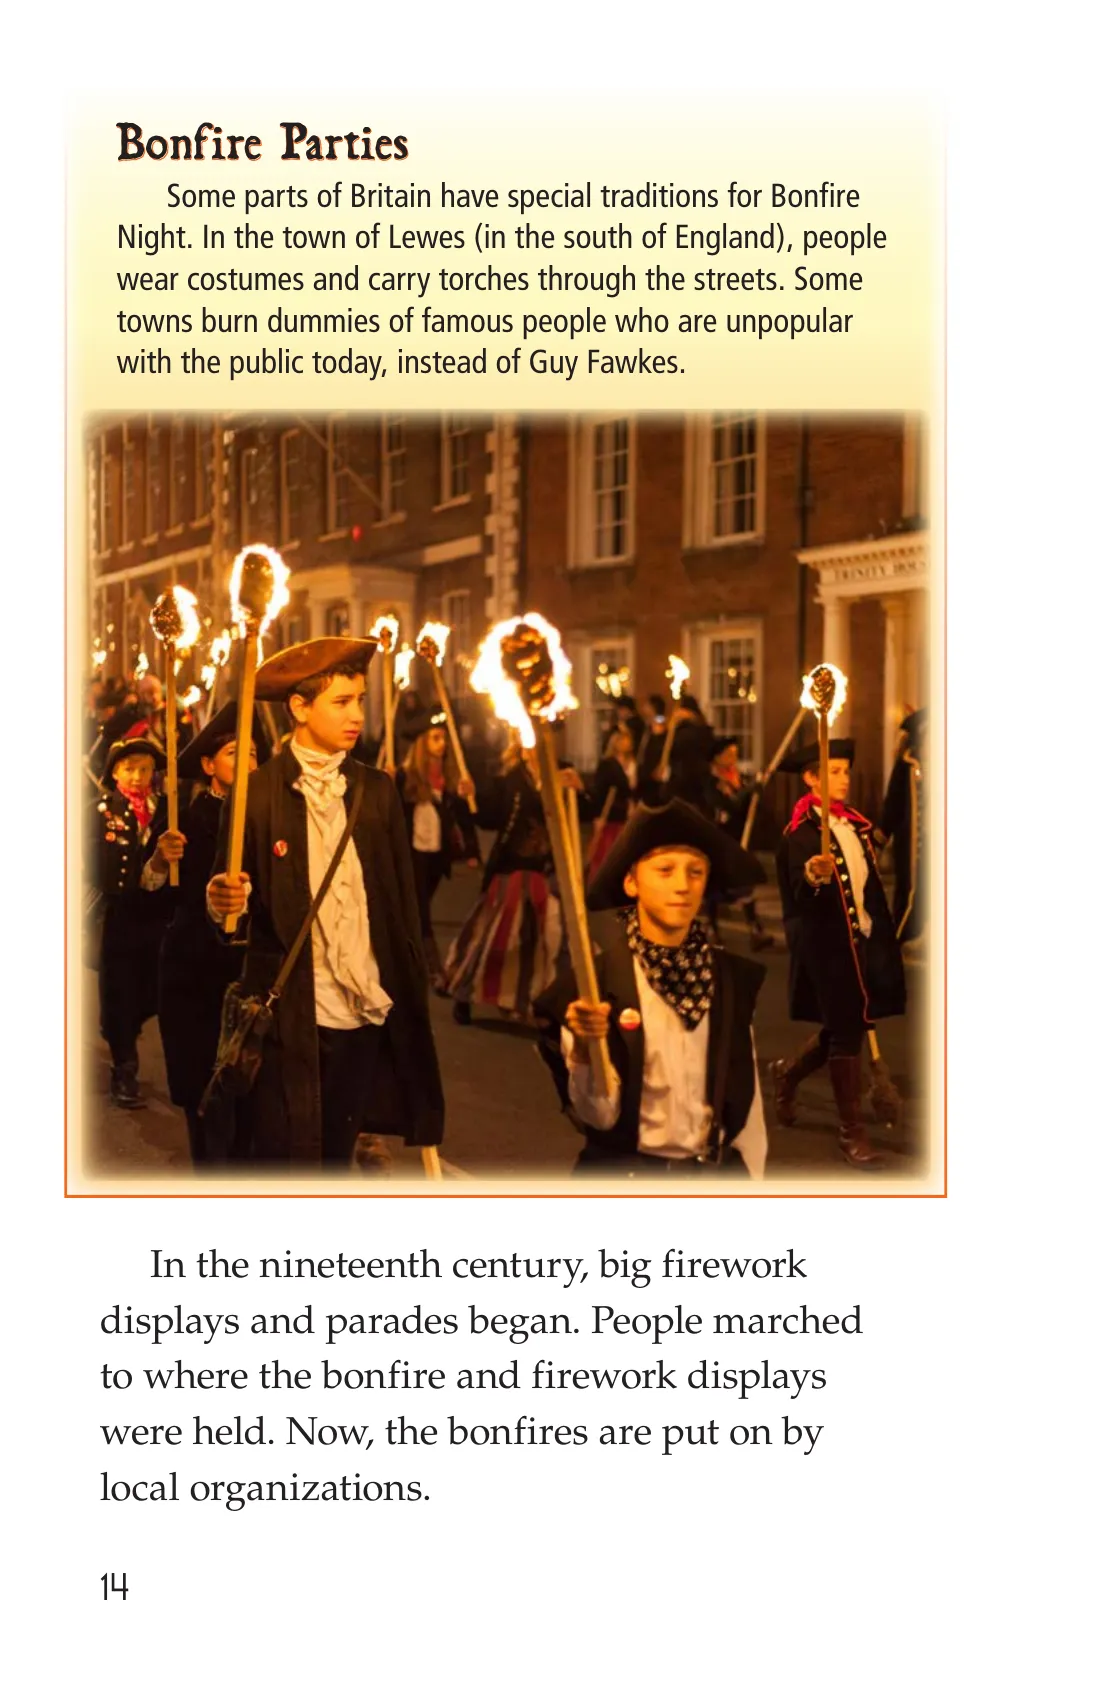 Bonfire Parties
Some parts of Britain have special traditions for Bonfire
Night. In the town of Lewes (in the south of England), people
wear costumes and carry torches through the streets. Some
towns burn dummies of famous people who are unpopular
with the public today, instead of Guy Fawkes.
TRINITY HOUSE
In the nineteenth century, big firework
displays and parades began. People marched
to where the bonfire and firework displays
were held. Now, the bonfires are put on by
local organizations.
14